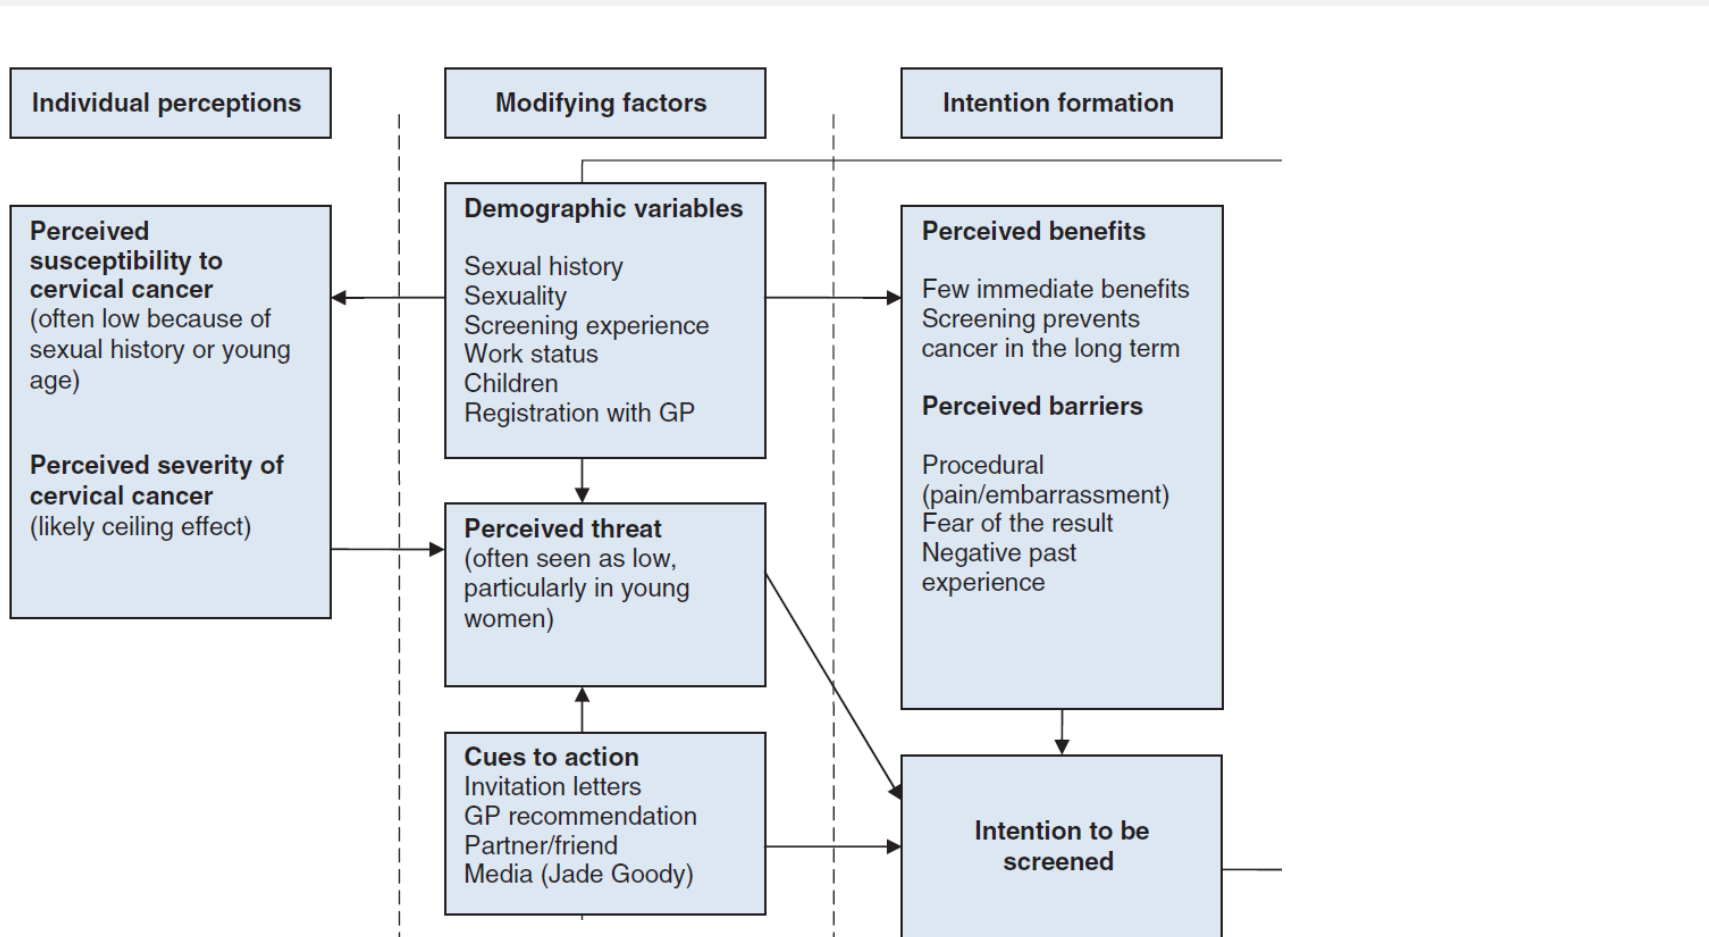 Individual perceptions
Modifying factors
Intention formation
Perceived
susceptibility to
cervical cancer
(often low because of
sexual history or young
age)
Perceived severity of
cervical cancer
(likely ceiling effect)
Demographic variables
Sexual history
Sexuality
Screening experience
Work status
Children
Registration with GP
Perceived threat
(often seen as low,
particularly in young
women)
Cues to action
Invitation letters
GP recommendation
Partner/friend
Media (Jade Goody)
Perceived benefits
Few immediate benefits
Screening prevents
cancer in the long term
Perceived barriers
Procedural
(pain/embarrassment)
Fear of the result
Negative past
experience
Intention to be
screened